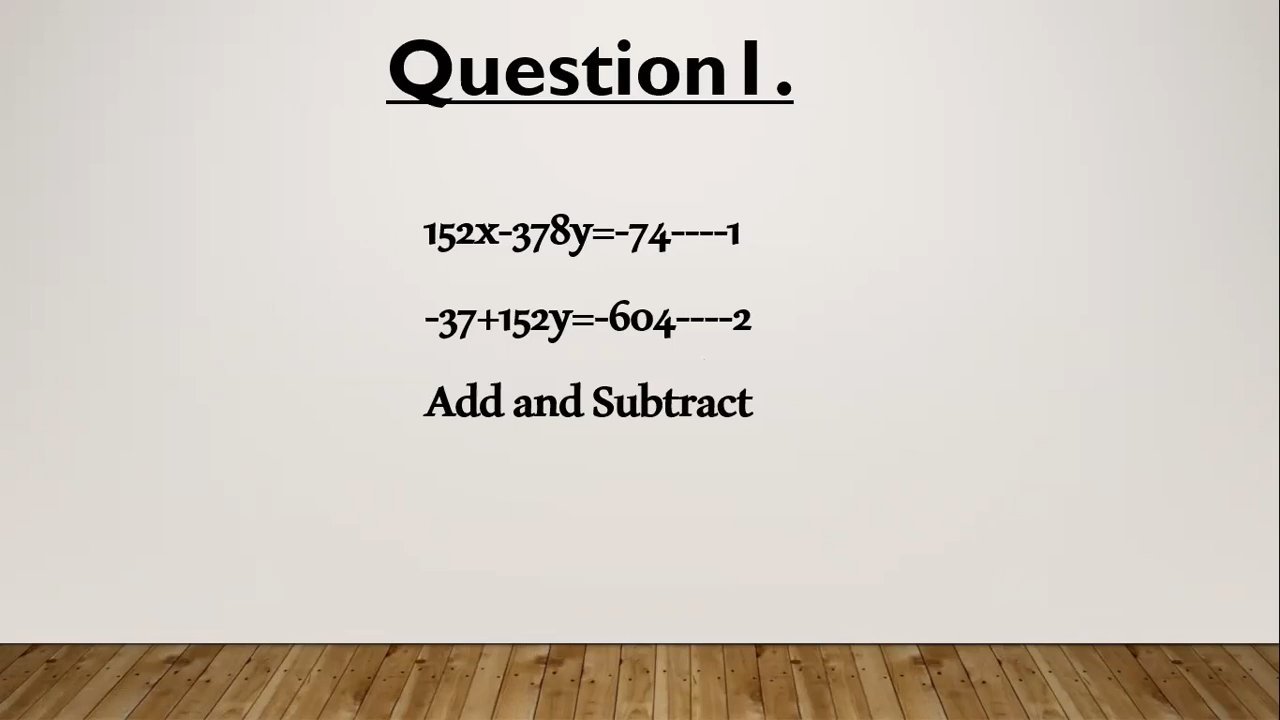 Question1.
152x-378y=-74----1
-37+152y=-604----2
Add and Subtract